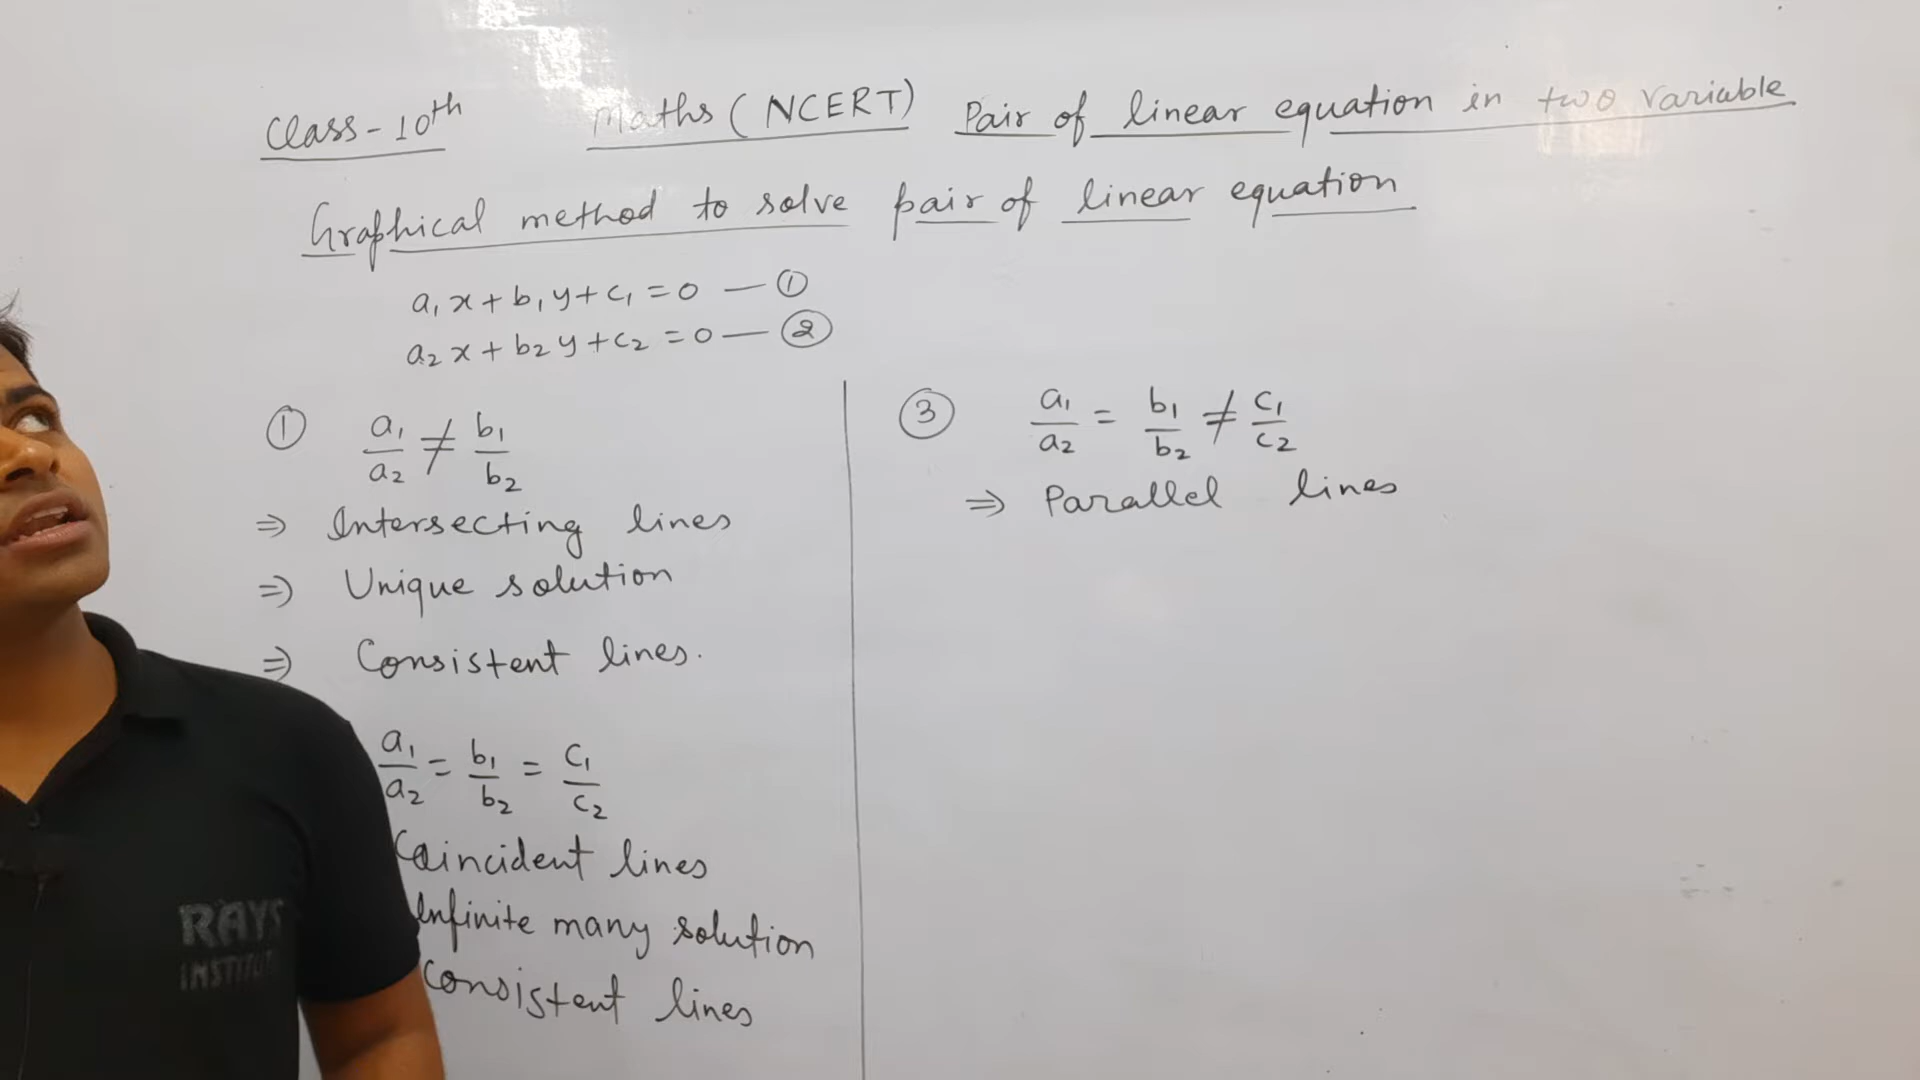 Class-10th Maths (NCERT) Pair of linear equation in two variable
Graphical method to solve pair of linear equation
a₁x + b₁y + c₁ = 0 — ①
a₂x + b₂y + c₂ = 0 — ②
① a₁/a₂ ≠ b₁/b₂
⇒ Intersecting lines
⇒ Unique solution
⇒ Consistent lines.
a₁/a₂ = b₁/b₂ = c₁/c₂
Coincident lines
Infinite many solution
Consistent lines
③ a₁/a₂ = b₁/b₂ ≠ c₁/c₂
⇒ Parallel lines
RAYS
INSTITUT